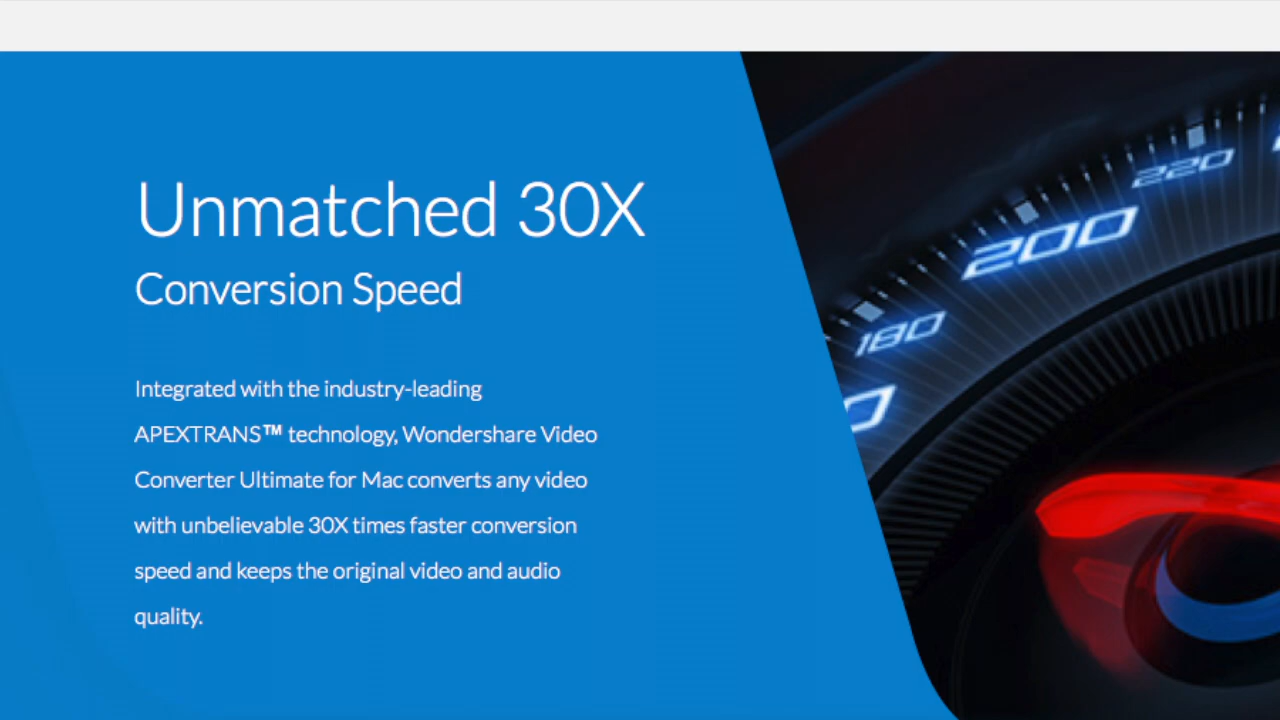 Unmatched 30X
Conversion Speed
Integrated with the industry-leading
APEXTRANS™ technology, Wondershare Video
Converter Ultimate for Mac converts any video
with unbelievable 30X times faster conversion
speed and keeps the original video and audio
quality.
220
200
180
0